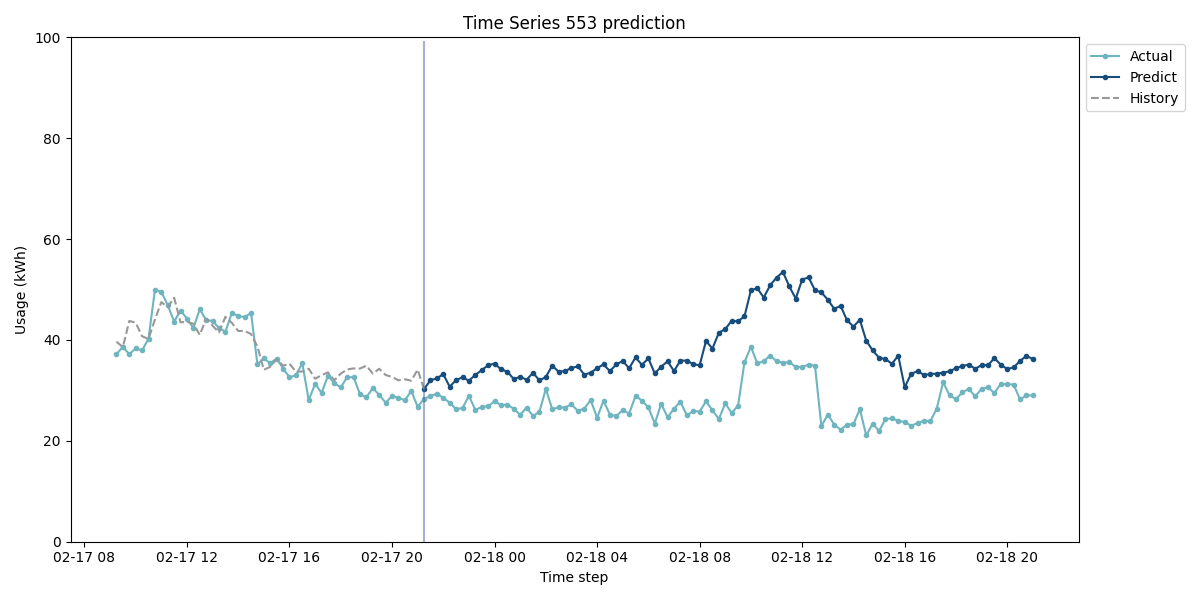 Time Series 553 prediction
Actual
Predict
History
Usage (kWh)
100
80
60
40
20
0
02-17 08 02-17 12 02-17 16 02-17 20 02-18 00 02-18 04 02-18 08 02-18 12 02-18 16 02-18 20
Time step